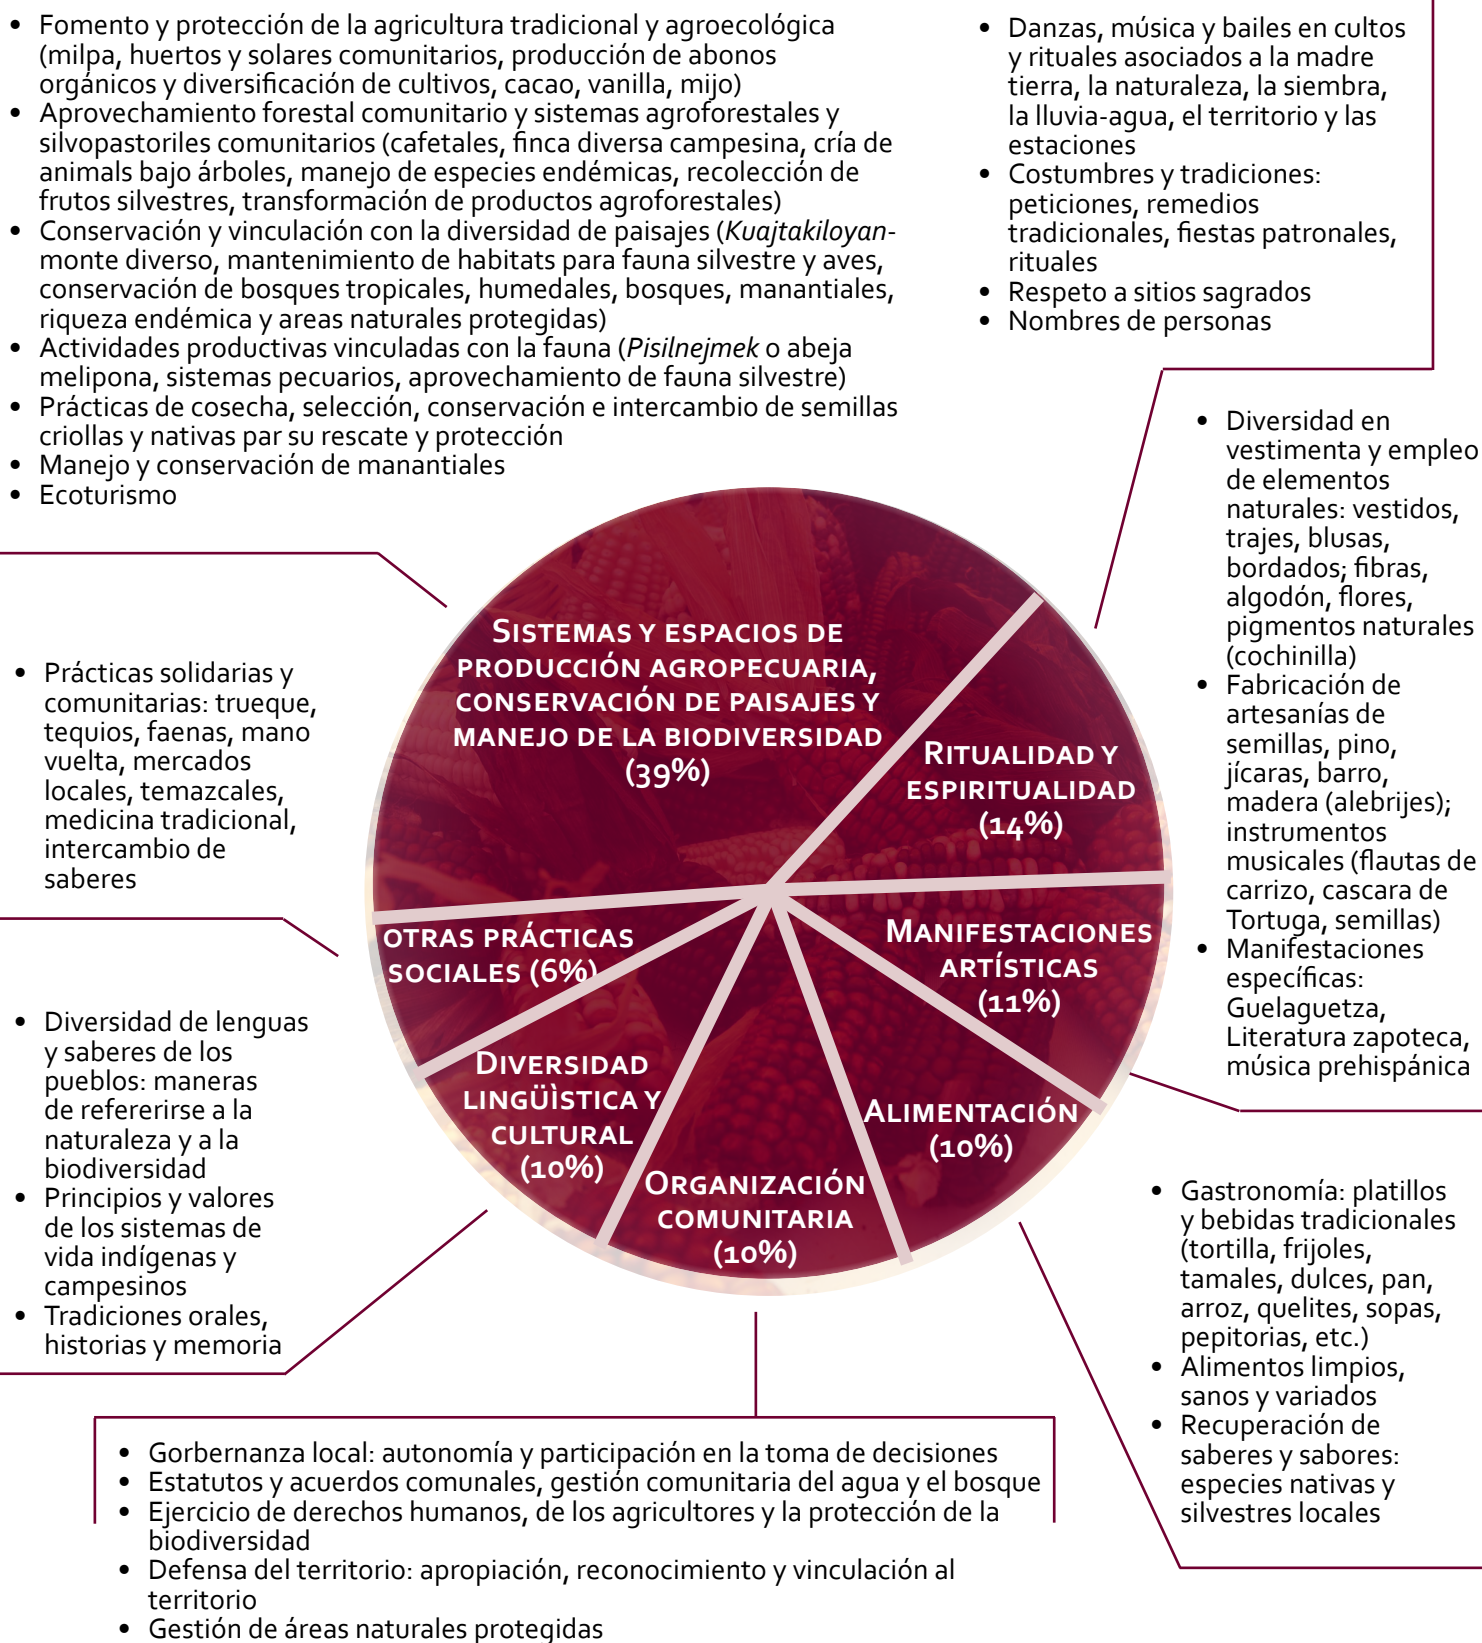 • Fomento y protección de la agricultura tradicional y agroecológica
(milpa, huertos y solares comunitarios, producción de abonos
orgánicos y diversificación de cultivos, cacao, vanilla, mijo)
• Aprovechamiento forestal comunitario y sistemas agroforestales y
silvopastoriles comunitarios (cafetales, finca diversa campesina, cría de
animals bajo árboles, manejo de especies endémicas, recolección de
frutos silvestres, transformación de productos agroforestales)
• Conservación y vinculación con la diversidad de paisajes (Kuajtakiloyan-
monte diverso, mantenimiento de habitats para fauna silvestre y aves,
conservación de bosques tropicales, humedales, bosques, manantiales,
riqueza endémica y areas naturales protegidas)
• Actividades productivas vinculadas con la fauna (Pisilnejmek o abeja
melipona, sistemas pecuarios, aprovechamiento de fauna silvestre)
• Prácticas de cosecha, selección, conservación e intercambio de semillas
criollas y nativas par su rescate y protección
• Manejo y conservación de manantiales
• Ecoturismo
• Danzas, música y bailes en cultos
y rituales asociados a la madre
tierra, la naturaleza, la siembra,
la lluvia-agua, el territorio y las
estaciones
• Costumbres y tradiciones:
peticiones, remedios
tradicionales, fiestas patronales,
rituales
• Respeto a sitios sagrados
• Nombres de persona
• Diversidad en
vestimenta y empleo
de elementos
naturales: vestidos,
trajes, blusas,
bordados; fibras,
algodón, flores,
pigmentos naturales
(cochinilla)
• Fabricación de
artesanías de
semillas, pino,
jícaras, barro,
madera (alebrijes);
instrumentos
musicales (flautas de
carrizo, cascara de
Tortuga, semillas)
• Manifestaciones
específicas:
Guelaguetza,
Literatura zapoteca,
música prehispánica
SISTEMAS Y ESPACIOS DE
PRODUCCIÓN AGROPECUARIA,
CONSERVACIÓN DE PAISAJES Y
MANEJO DE LA BIODIVERSIDAD
(39%)
RITUALIDAD Y
ESPIRITUALIDAD
(14%)
MANIFESTACIONES
ARTÍSTICAS
(11%)
ALIMENTACIÓN
(10%)
ORGANIZACIÓN
COMUNITARIA
(10%)
DIVERSIDAD
LINGÜÌSTICA Y
CULTURAL
(10%)
OTRAS PRÁCTICAS
SOCIALES (6%)
• Prácticas solidarias y
comunitarias: trueque,
tequios, faenas, mano
vuelta, mercados
locales, temazcales,
medicina tradicional,
intercambio de
saberes
• Diversidad de lenguas
y saberes de los
pueblos: maneras
de refererirse a la
naturaleza y a la
biodiversidad
• Principios y valores
de los sistemas de
vida indígenas y
campesinos
• Tradiciones orales,
historias y memoria
• Gastronomía: platillos
y bebidas tradicionales
(tortilla, frijoles,
tamales, dulces, pan,
arroz, quelites, sopas,
pepitorias, etc.)
• Alimentos limpios,
sanos y variados
• Recuperación de
saberes y sabores:
especies nativas y
silvestres locales
• Gorbernanza local: autonomía y participación en la toma de decisiones
• Estatutos y acuerdos comunales, gestión comunitaria del agua y el bosque
• Ejercicio de derechos humanos, de los agricultores y la protección de la
biodiversidad
• Defensa del territorio: apropiación, reconocimiento y vinculación al
territorio
• Gestión de áreas naturales protegidas